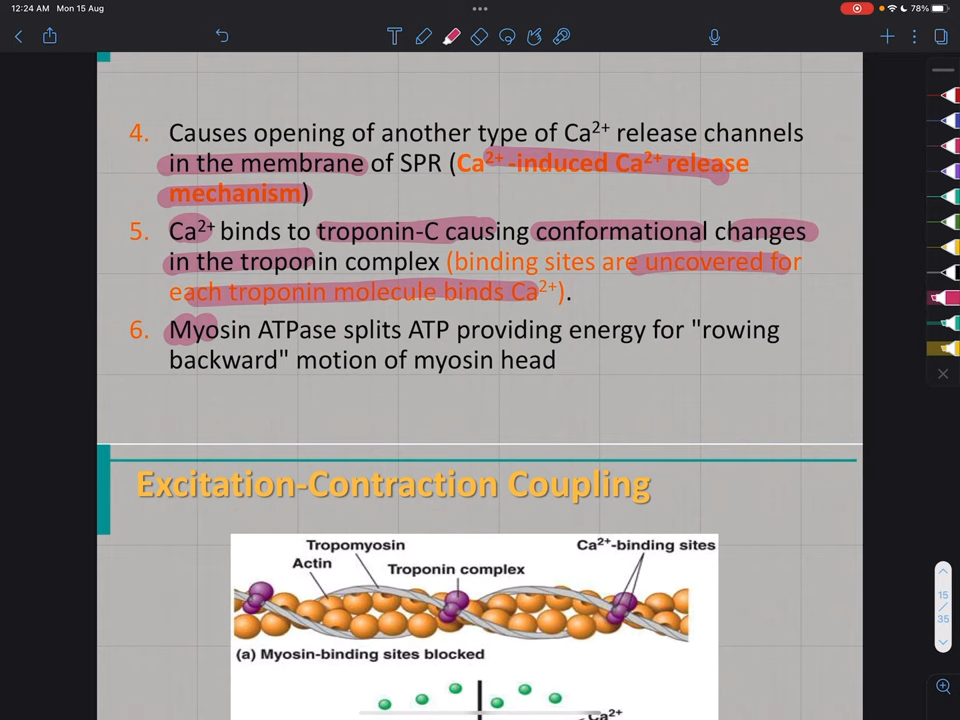 12:24 AM Mon 15 Aug
78%
4. Causes opening of another type of Ca²⁺ release channels
in the membrane of SPR (Ca²⁺ -induced Ca²⁺ release
mechanism)
5. Ca²⁺ binds to troponin-C causing conformational changes
in the troponin complex (binding sites are uncovered for
each troponin molecule binds Ca²⁺).
6. Myosin ATPase splits ATP providing energy for "rowing
backward" motion of myosin head
15
/
35
Excitation-Contraction Coupling
Tropomyosin
Ca²⁺-binding sites
Actin
Troponin complex
(a) Myosin-binding sites blocked
Ca²⁺